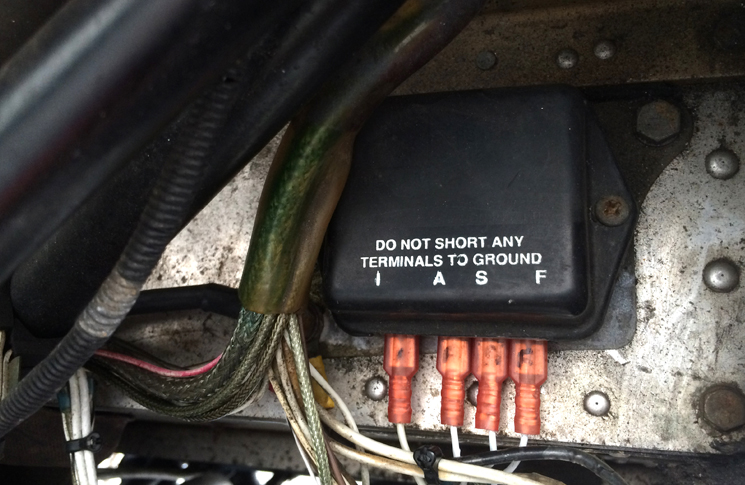 DO NOT SHORT ANY
TERMINALS TO GROUND
I A S F